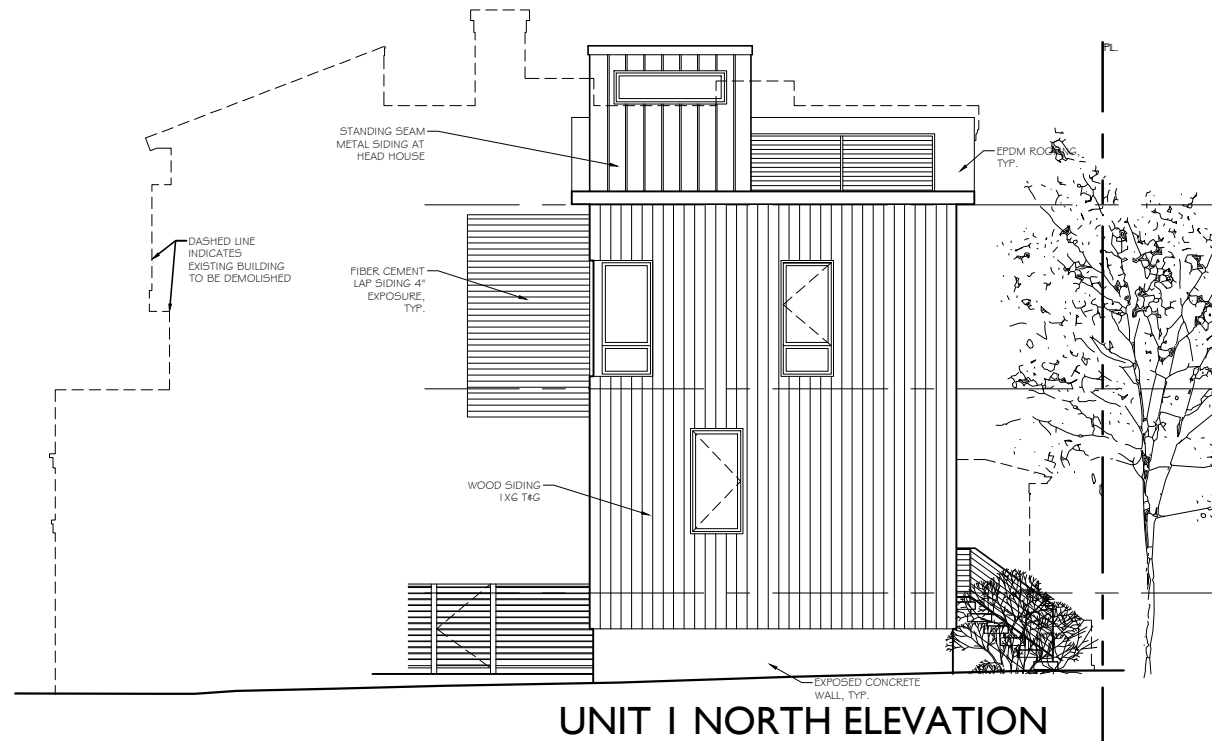 PL
STANDING SEAM
METAL SIDING AT
HEAD HOUSE
EPDM ROOFING,
TYP.
DASHED LINE
INDICATES
EXISTING BUILDING
TO BE DEMOLISHED
FIBER CEMENT
LAP SIDING 4"
EXPOSURE,
TYP.
WOOD SIDING
1X6 T&G
EXPOSED CONCRETE
WALL, TYP.
UNIT 1 NORTH ELEVATION